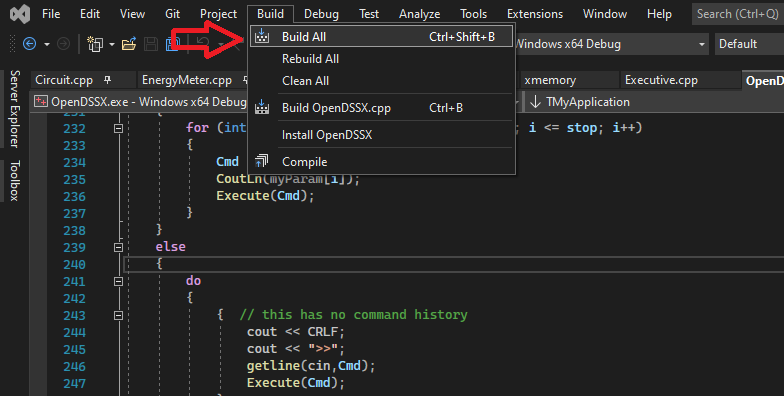 File Edit View Git Project Build Debug Test Analyze Tools Extensions Window Help Search (Ctrl+Q)
Build All Ctrl+Shift+B
Windows x64 Debug Default
Rebuild All
Circuit.cpp EnergyMeter.cpp Clean All xmemory Executive.cpp
OpenDSSX.exe - Windows x64 Debug Build OpenDSSX.cpp Ctrl+B TMyApplication
Server Explorer
Toolbox
232 for (int ; i <= stop; i++)
Install OpenDSSX
233 {
234 Cmd
Compile
235 CoutLn(myParam[i]);
236 Execute(Cmd);
237 }
238 }
239 else
240 {
241 do
242 {
243 { // this has no command history
244 cout << CRLF;
245 cout << ">>";
246 getline(cin,Cmd);
247 Execute(Cmd);